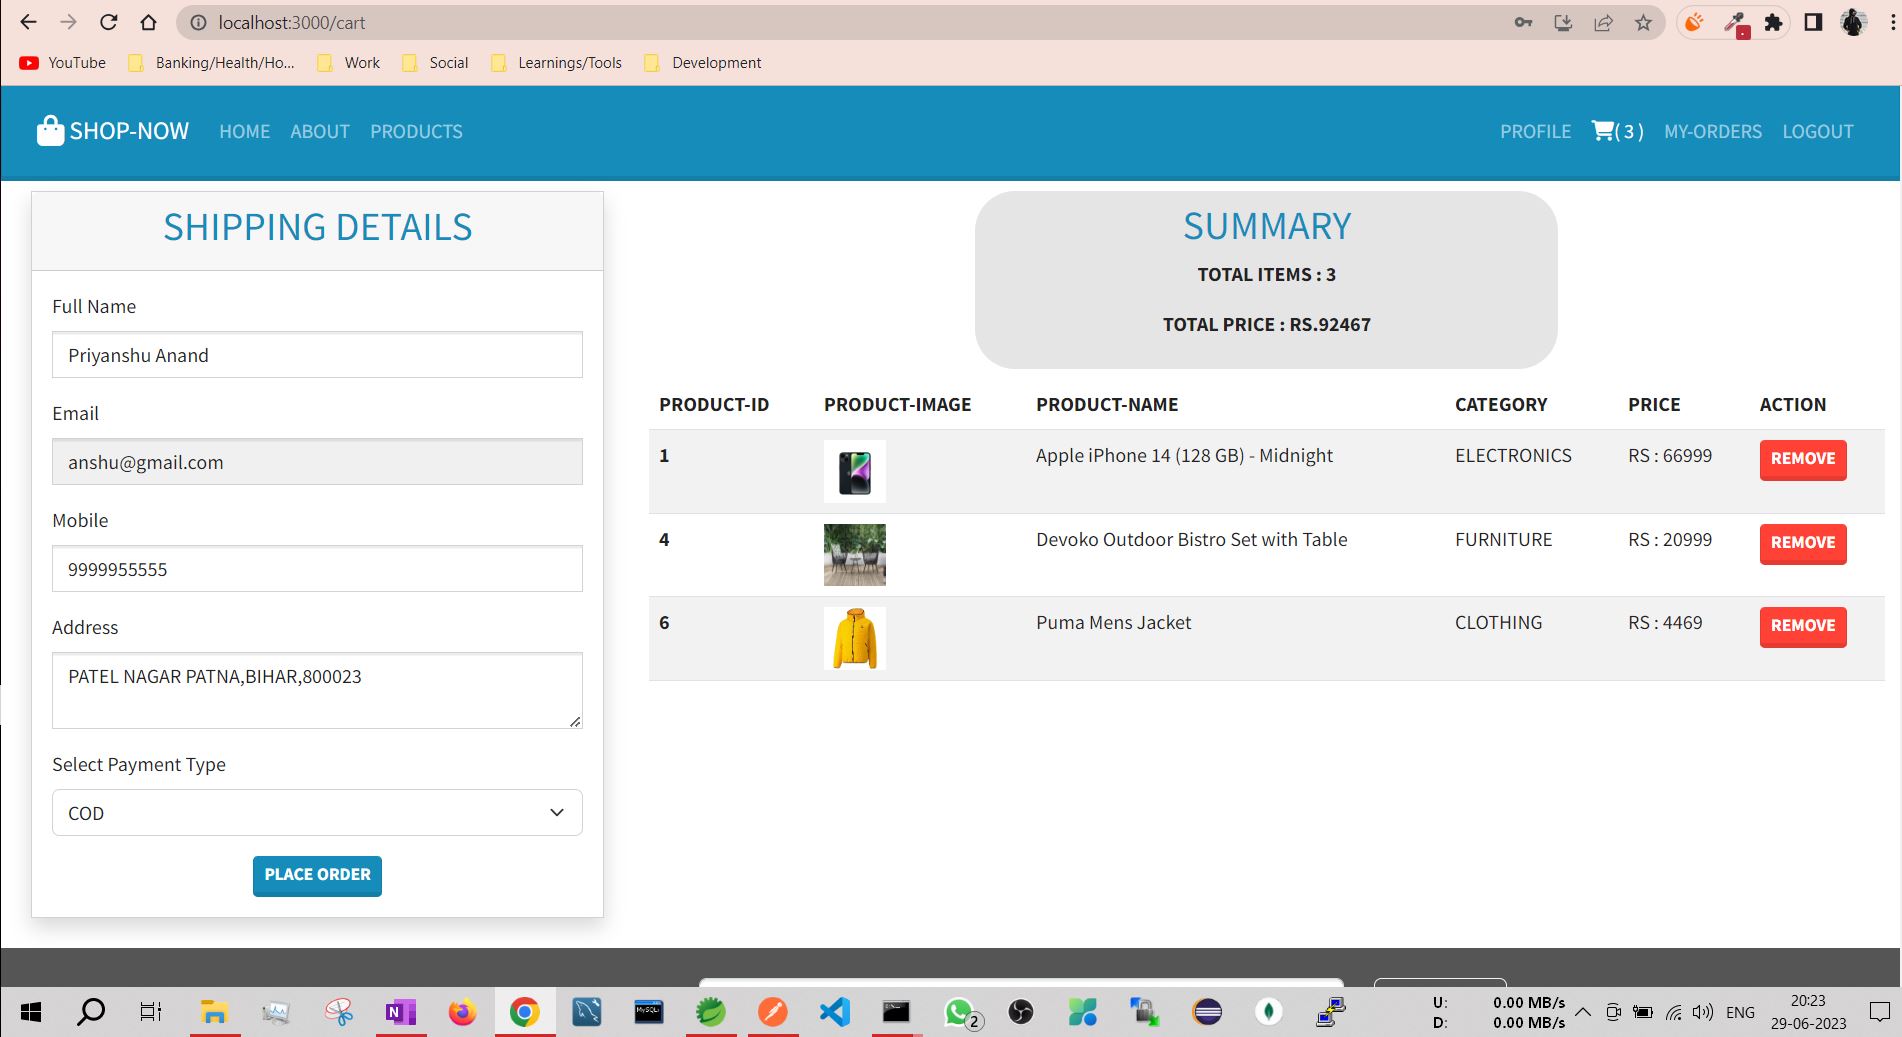 localhost:3000/cart
YouTube Banking/Health/Ho... Work Social Learnings/Tools Development
SHOP-NOW HOME ABOUT PRODUCTS PROFILE ( 3 ) MY-ORDERS LOGOUT
SHIPPING DETAILS
Full Name
Priyanshu Anand
Email
anshu@gmail.com
Mobile
9999955555
Address
PATEL NAGAR PATNA,BIHAR,800023
Select Payment Type
COD
PLACE ORDER
SUMMARY
TOTAL ITEMS : 3
TOTAL PRICE : RS.92467
PRODUCT-ID PRODUCT-IMAGE PRODUCT-NAME CATEGORY PRICE ACTION
1 Apple iPhone 14 (128 GB) - Midnight ELECTRONICS RS : 66999 REMOVE
4 Devoko Outdoor Bistro Set with Table FURNITURE RS : 20999 REMOVE
6 Puma Mens Jacket CLOTHING RS : 4469 REMOVE
N MySQL 2
U: 0.00 MB/s
D: 0.00 MB/s
ENG
20:23
29-06-2023